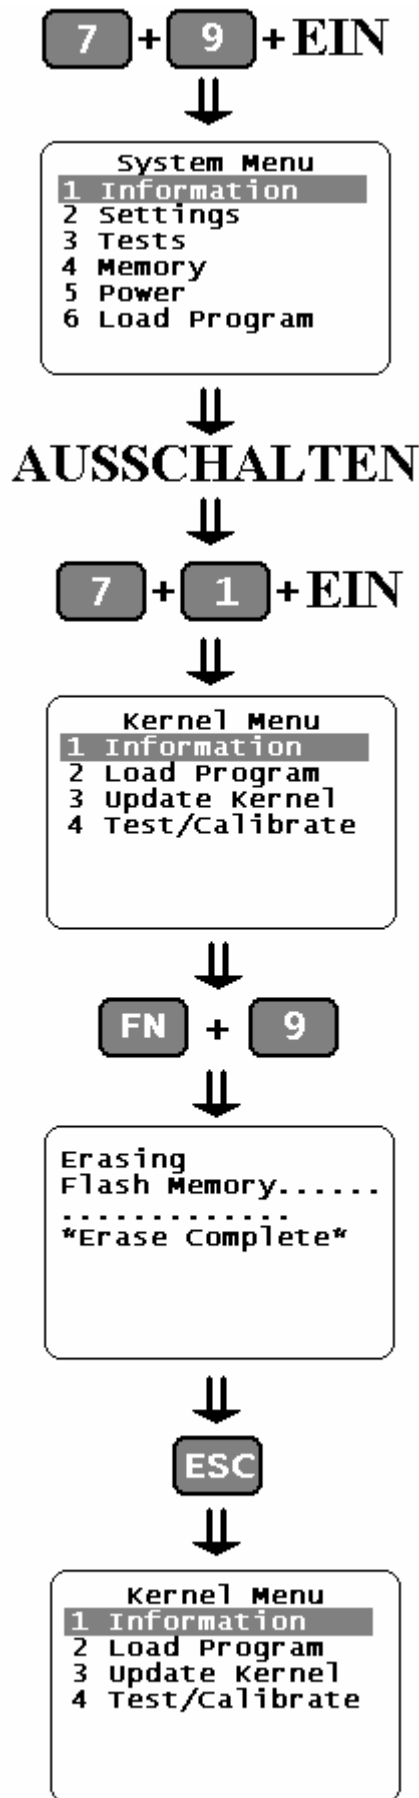 7 + 9 + EIN
System Menu
1 Information
2 Settings
3 Tests
4 Memory
5 Power
6 Load Program
AUSSCHALTEN
7 + 1 + EIN
Kernel Menu
1 Information
2 Load Program
3 Update Kernel
4 Test/Calibrate
FN + 9
Erasing
Flash Memory......
.............
*Erase Complete*
ESC
Kernel Menu
1 Information
2 Load Program
3 Update Kernel
4 Test/Calibrate